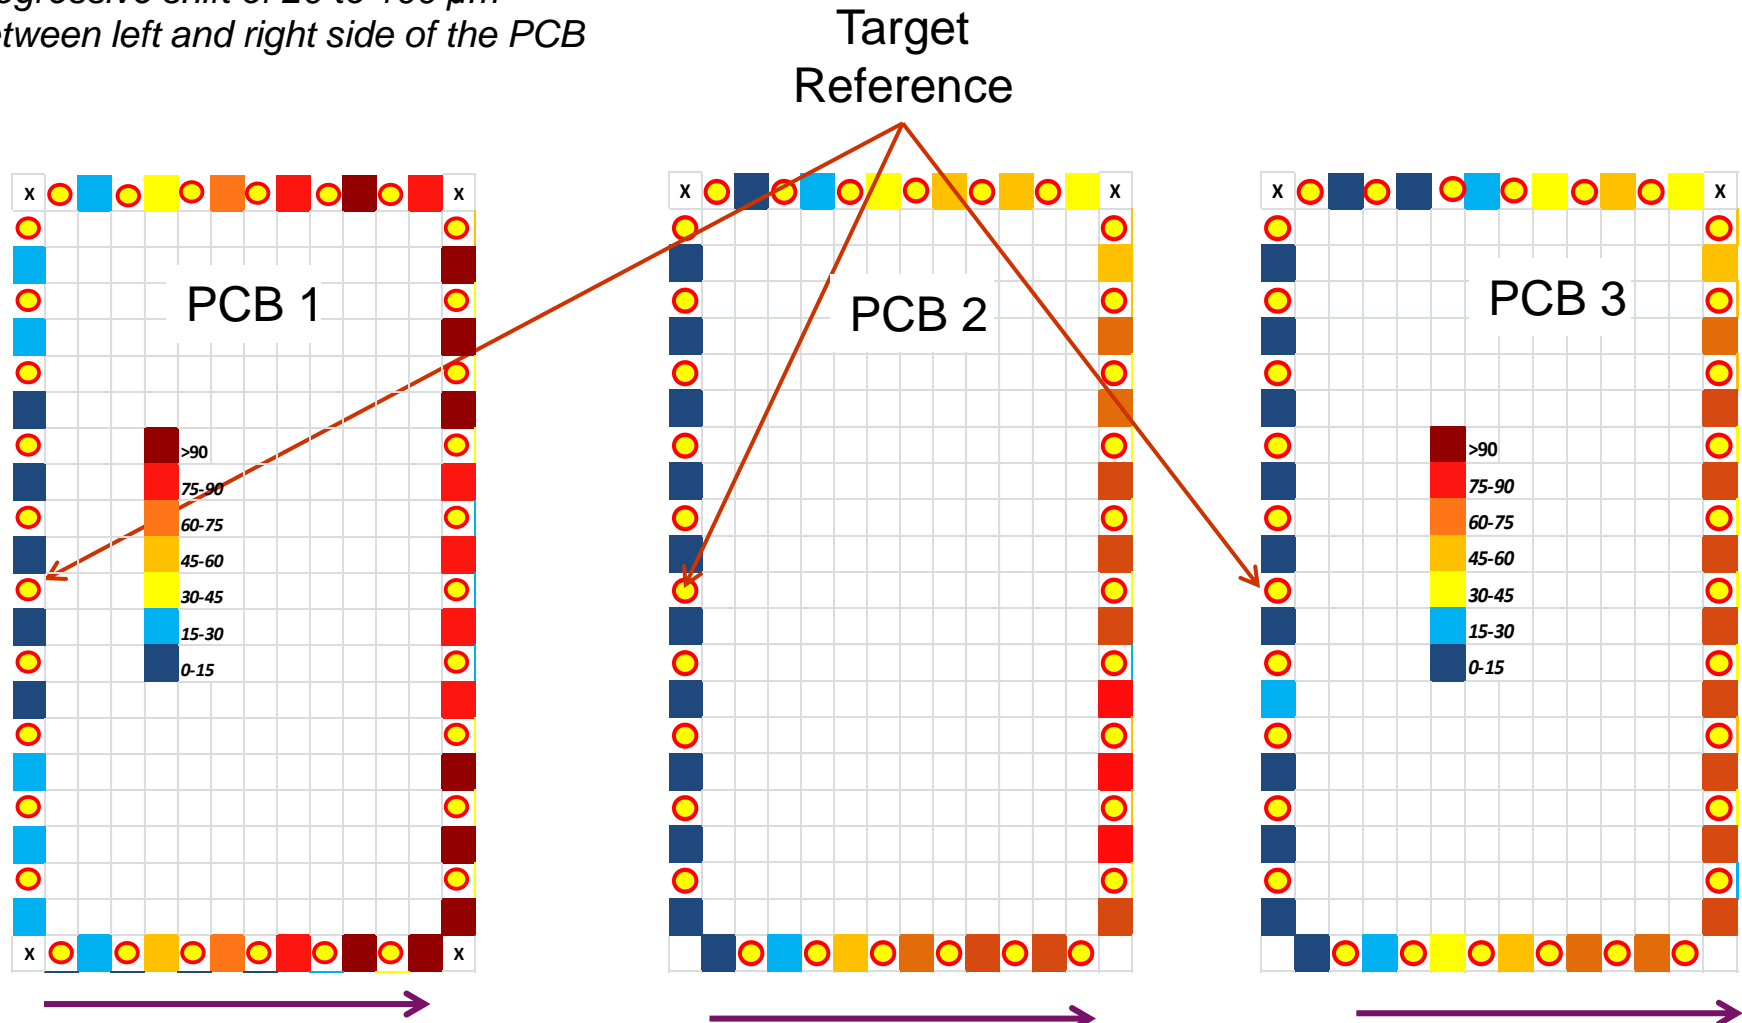 between left and right side of the PCB
Target
Reference
x x x x x x
PCB 1
PCB 2
PCB 3
>90
75-90
60-75
45-60
30-45
15-30
0-15
>90
75-90
60-75
45-60
30-45
15-30
0-15
x x